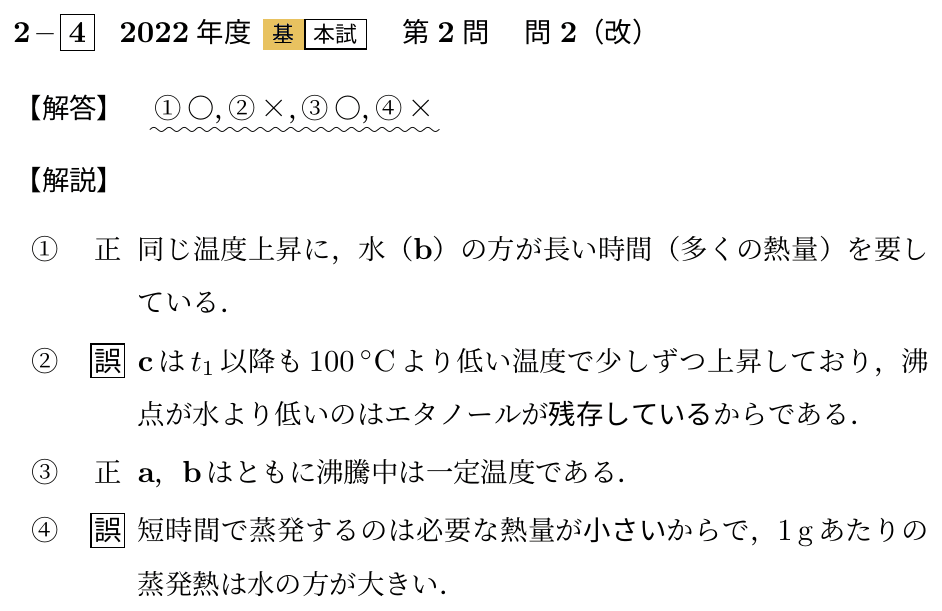 2−4 2022年度 基 本試 第2問 問2（改）
【解答】 ①〇,②×,③〇,④×
【解説】
① 正 同じ温度上昇に，水（b）の方が長い時間（多くの熱量）を要し
ている．
② 誤 cはt₁以降も100°Cより低い温度で少しずつ上昇しており，沸
点が水より低いのはエタノールが残存しているからである．
③ 正 a，bはともに沸騰中は一定温度である．
④ 誤 短時間で蒸発するのは必要な熱量が小さいからで，1gあたりの
蒸発熱は水の方が大きい．